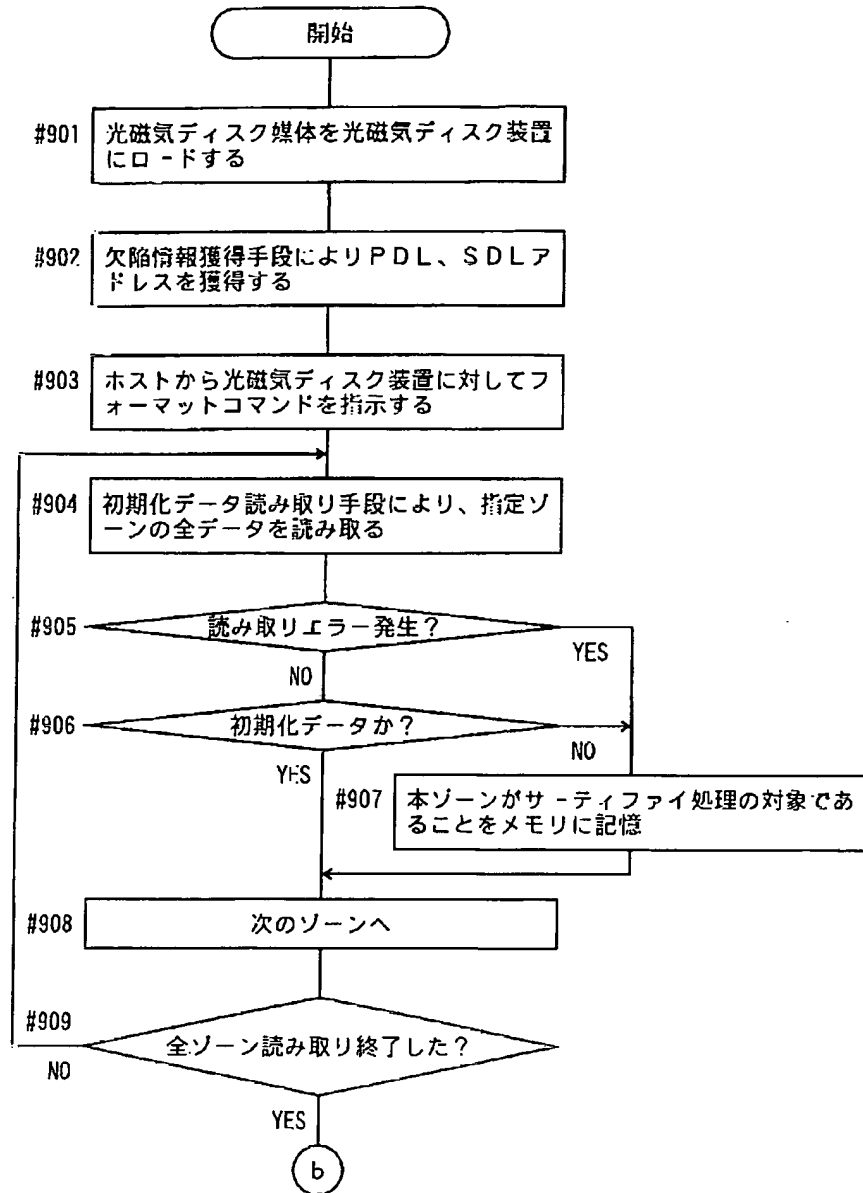 開始
#901
光磁気ディスク媒体を光磁気ディスク装置
にロードする
#902
欠陥情報獲得手段によりPDL、SDLア
ドレスを獲得する
#903
ホストから光磁気ディスク装置に対してフ
ォーマットコマンドを指示する
#904
初期化データ読み取り手段により、指定ゾ
ーンの全データを読み取る
#905
読み取りエラー発生?
YES
NO
#906
初期化データか?
NO
YES
#907
本ゾーンがサーティファイ処理の対象であ
ることをメモリに記憶
#908
次のゾーンへ
#909
全ゾーン読み取り終了した?
NO
YES
b